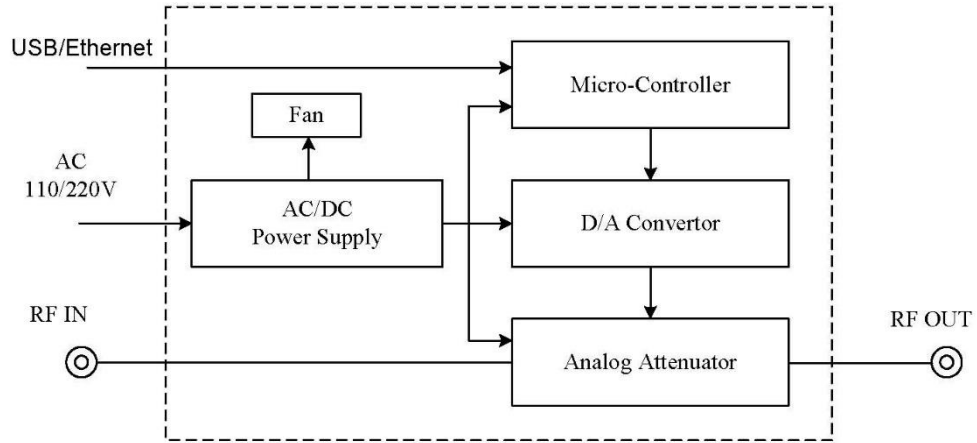 USB/Ethernet
Micro-Controller
Fan
AC
110/220V
AC/DC
Power Supply
D/A Convertor
RF IN
RF OUT
Analog Attenuator